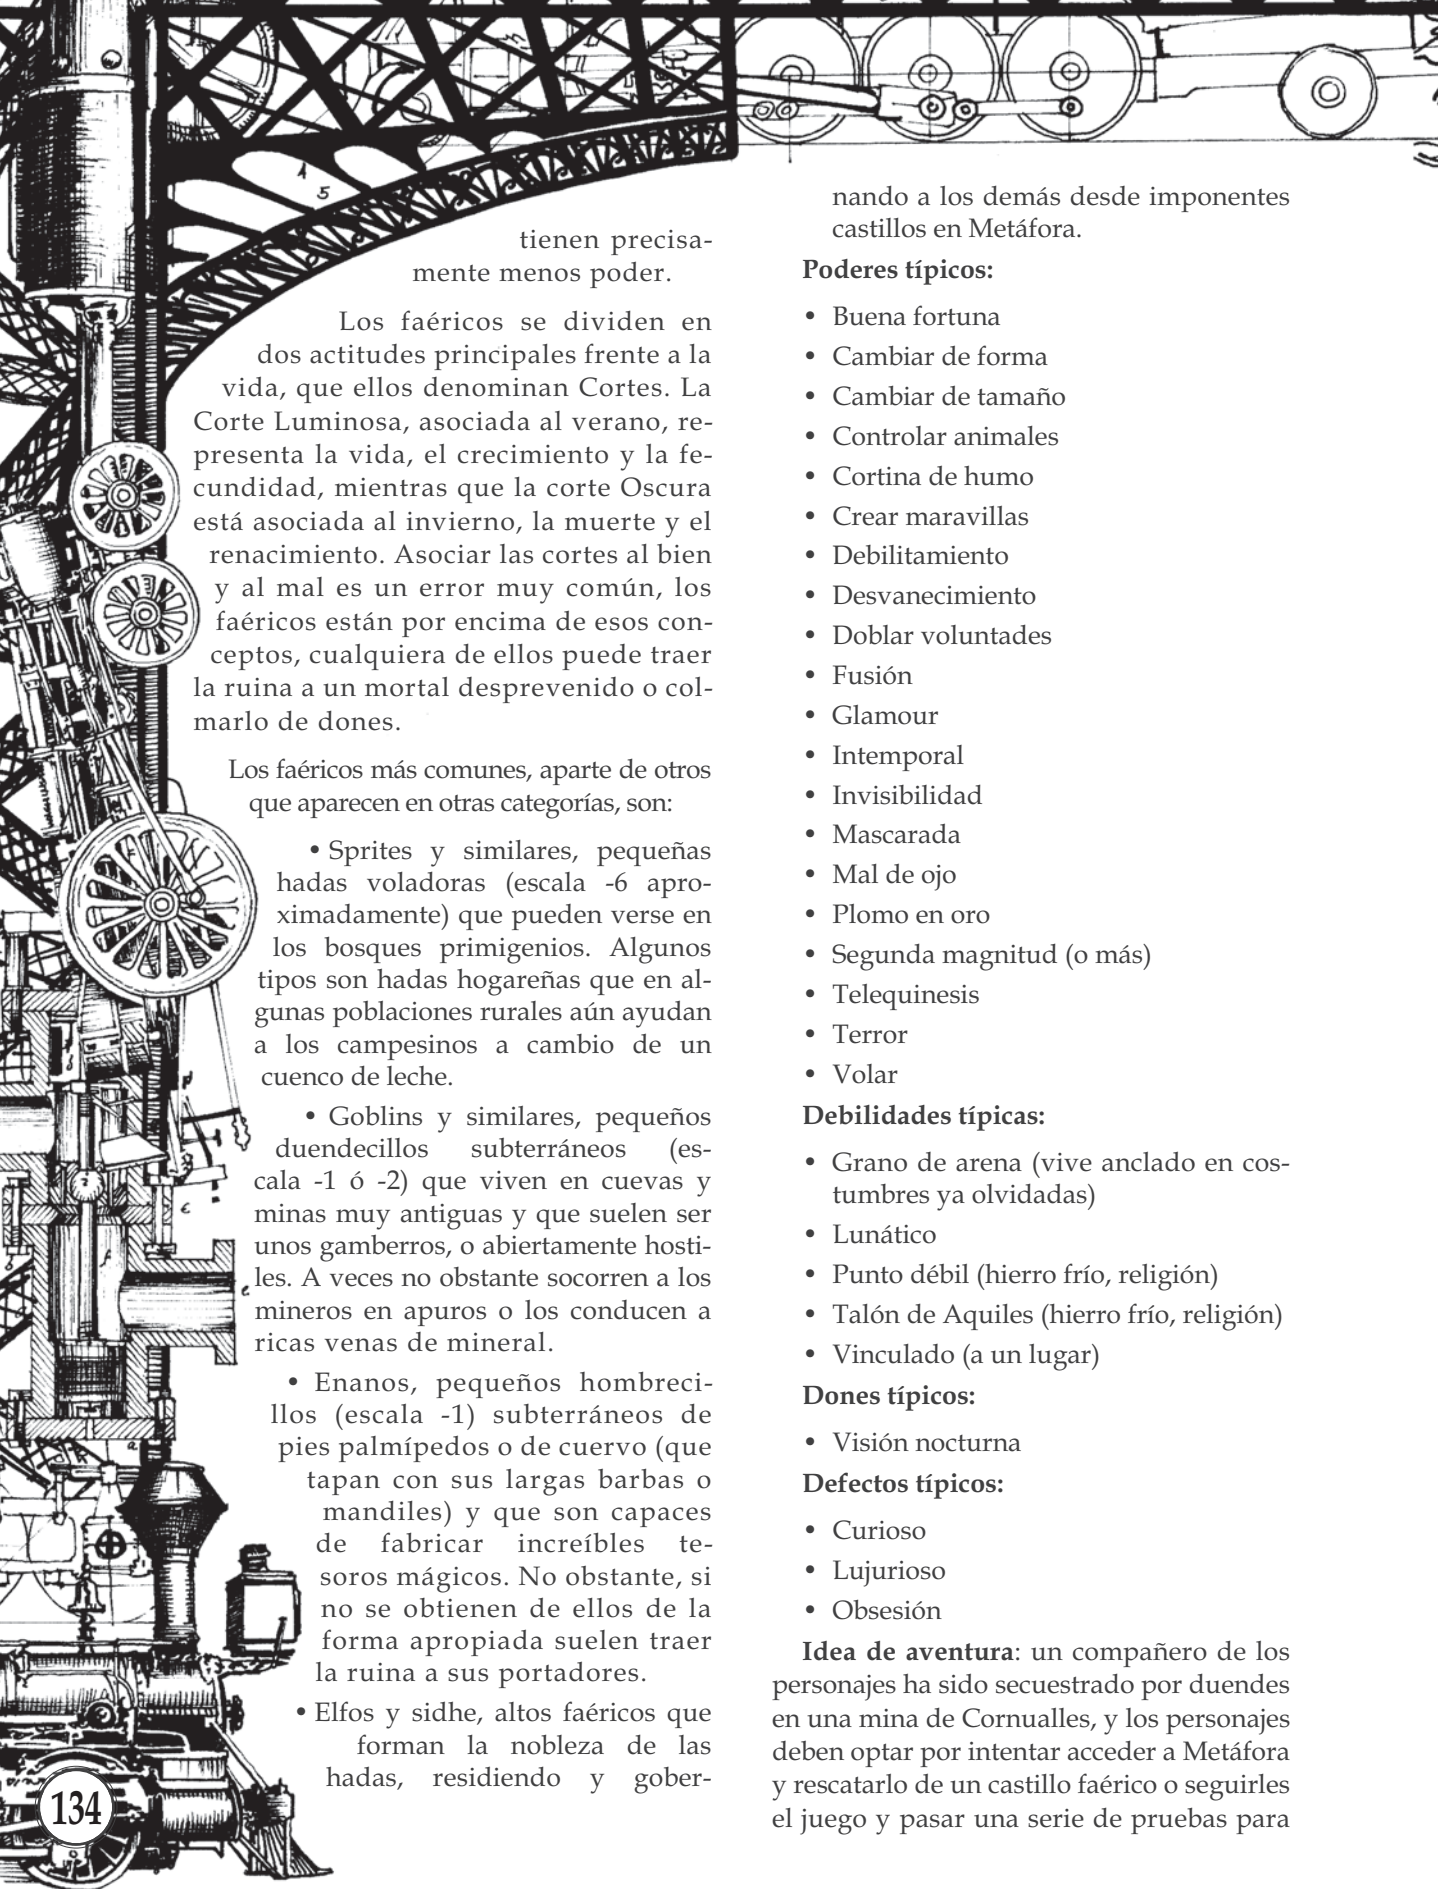 tienen precisa-
mente menos poder.
Los faéricos se dividen en
dos actitudes principales frente a la
vida, que ellos denominan Cortes. La
Corte Luminosa, asociada al verano, re-
presenta la vida, el crecimiento y la fe-
cundidad, mientras que la corte Oscura
está asociada al invierno, la muerte y el
renacimiento. Asociar las cortes al bien
y al mal es un error muy común, los
faéricos están por encima de esos con-
ceptos, cualquiera de ellos puede traer
la ruina a un mortal desprevenido o col-
marlo de dones.
Los faéricos más comunes, aparte de otros
que aparecen en otras categorías, son:
• Sprites y similares, pequeñas
hadas voladoras (escala -6 apro-
ximadamente) que pueden verse en
los bosques primigenios. Algunos
tipos son hadas hogareñas que en al-
gunas poblaciones rurales aún ayudan
a los campesinos a cambio de un
cuenco de leche.
• Goblins y similares, pequeños
duendecillos subterráneos (es-
cala -1 ó -2) que viven en cuevas y
minas muy antiguas y que suelen ser
unos gamberros, o abiertamente hosti-
les. A veces no obstante socorren a los
mineros en apuros o los conducen a
ricas venas de mineral.
• Enanos, pequeños hombreci-
llos (escala -1) subterráneos de
pies palmípedos o de cuervo (que
tapan con sus largas barbas o
mandiles) y que son capaces
de fabricar increíbles te-
soros mágicos. No obstante, si
no se obtienen de ellos de la
forma apropiada suelen traer
la ruina a sus portadores.
• Elfos y sidhe, altos faéricos que
forman la nobleza de las
hadas, residiendo y gober-
nando a los demás desde imponentes
castillos en Metáfora.
Poderes típicos:
• Buena fortuna
• Cambiar de forma
• Cambiar de tamaño
• Controlar animales
• Cortina de humo
• Crear maravillas
• Debilitamiento
• Desvanecimiento
• Doblar voluntades
• Fusión
• Glamour
• Intemporal
• Invisibilidad
• Mascarada
• Mal de ojo
• Plomo en oro
• Segunda magnitud (o más)
• Telequinesis
• Terror
• Volar
Debilidades típicas:
• Grano de arena (vive anclado en cos-
tumbres ya olvidadas)
• Lunático
• Punto débil (hierro frío, religión)
• Talón de Aquiles (hierro frío, religión)
• Vinculado (a un lugar)
Dones típicos:
• Visión nocturna
Defectos típicos:
• Curioso
• Lujurioso
• Obsesión
Idea de aventura: un compañero de los
personajes ha sido secuestrado por duendes
en una mina de Cornualles, y los personajes
deben optar por intentar acceder a Metáfora
y rescatarlo de un castillo faérico o seguirles
el juego y pasar una serie de pruebas para
134
5